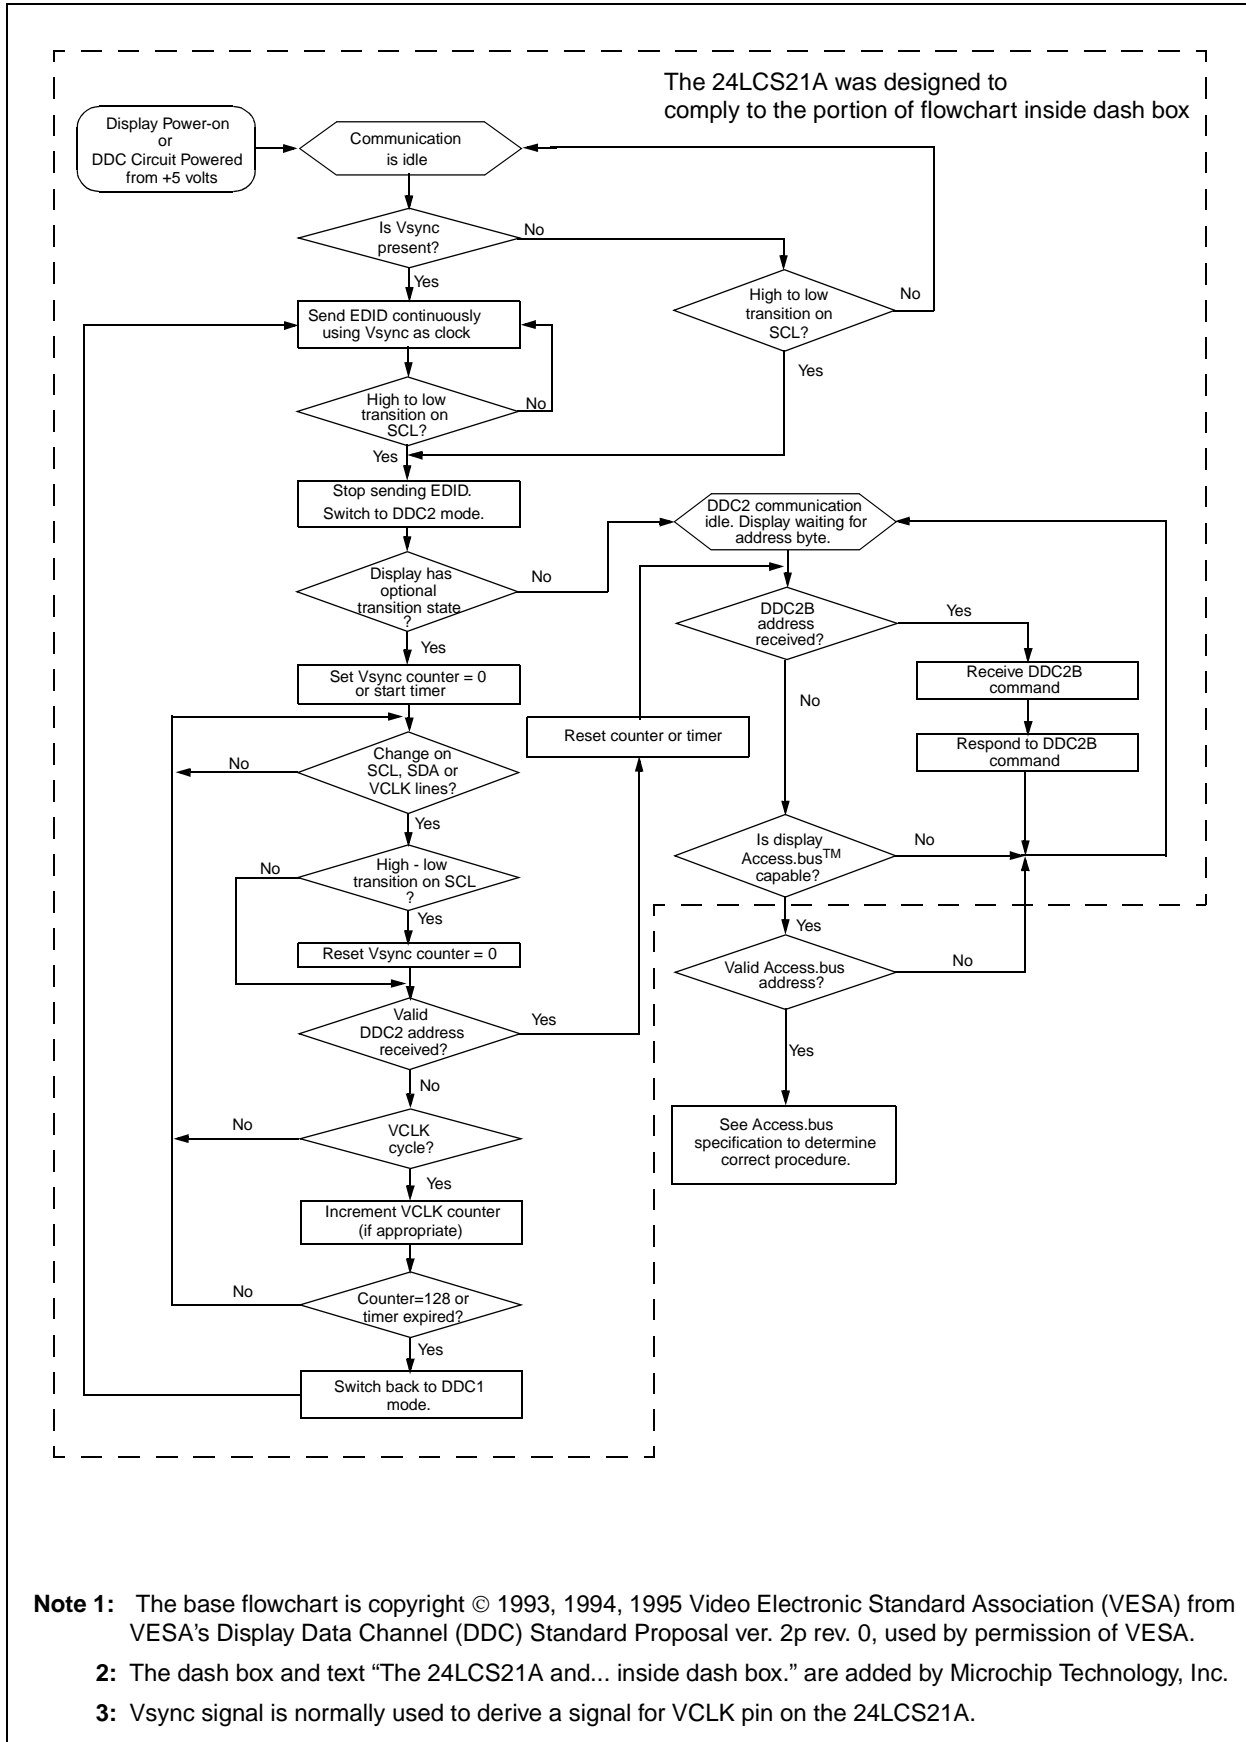 The 24LCS21A was designed to
comply to the portion of flowchart inside dash box
Display Power-on
or
DDC Circuit Powered
from +5 volts
Communication
is idle
Is Vsync
present?
No
Yes
High to low
transition on
SCL?
No
Yes
Send EDID continuously
using Vsync as clock
High to low
transition on
SCL?
No
Yes
Stop sending EDID.
Switch to DDC2 mode.
DDC2 communication
idle. Display waiting for
address byte.
Display has
optional
transition state
?
No
Yes
DDC2B
address
received?
Yes
No
Set Vsync counter = 0
or start timer
Receive DDC2B
command
Reset counter or timer
Respond to DDC2B
command
Change on
SCL, SDA or
VCLK lines?
No
Yes
Is display
Access.bus™
capable?
No
Yes
High - low
transition on SCL
?
No
Yes
Reset Vsync counter = 0
Valid Access.bus
address?
No
Yes
Valid
DDC2 address
received?
Yes
No
VCLK
cycle?
No
Yes
See Access.bus
specification to determine
correct procedure.
Increment VCLK counter
(if appropriate)
Counter=128 or
timer expired?
No
Yes
Switch back to DDC1
mode.
Note 1: The base flowchart is copyright © 1993, 1994, 1995 Video Electronic Standard Association (VESA) from
VESA's Display Data Channel (DDC) Standard Proposal ver. 2p rev. 0, used by permission of VESA.
2: The dash box and text “The 24LCS21A and... inside dash box.” are added by Microchip Technology, Inc.
3: Vsync signal is normally used to derive a signal for VCLK pin on the 24LCS21A.